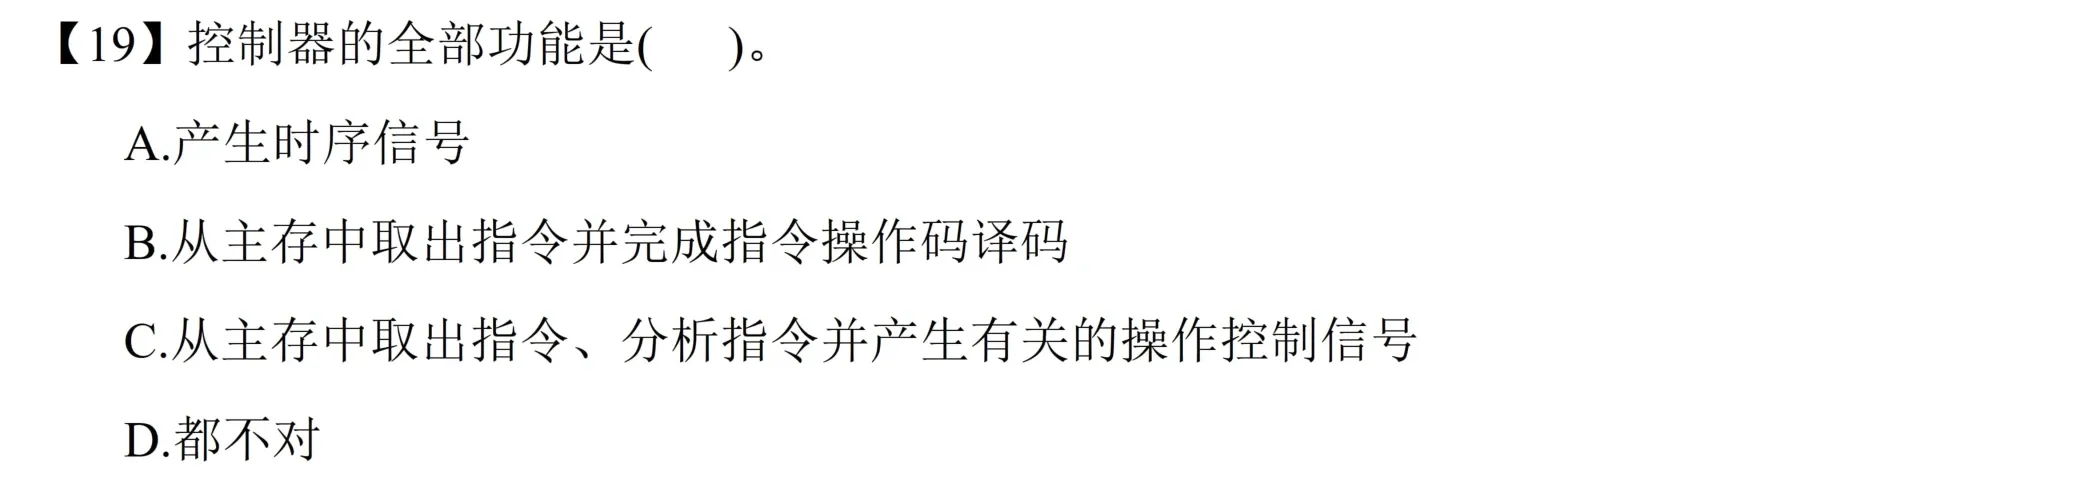 【19】控制器的全部功能是(    )。
A.产生时序信号
B.从主存中取出指令并完成指令操作码译码
C.从主存中取出指令、分析指令并产生有关的操作控制信号
D.都不对